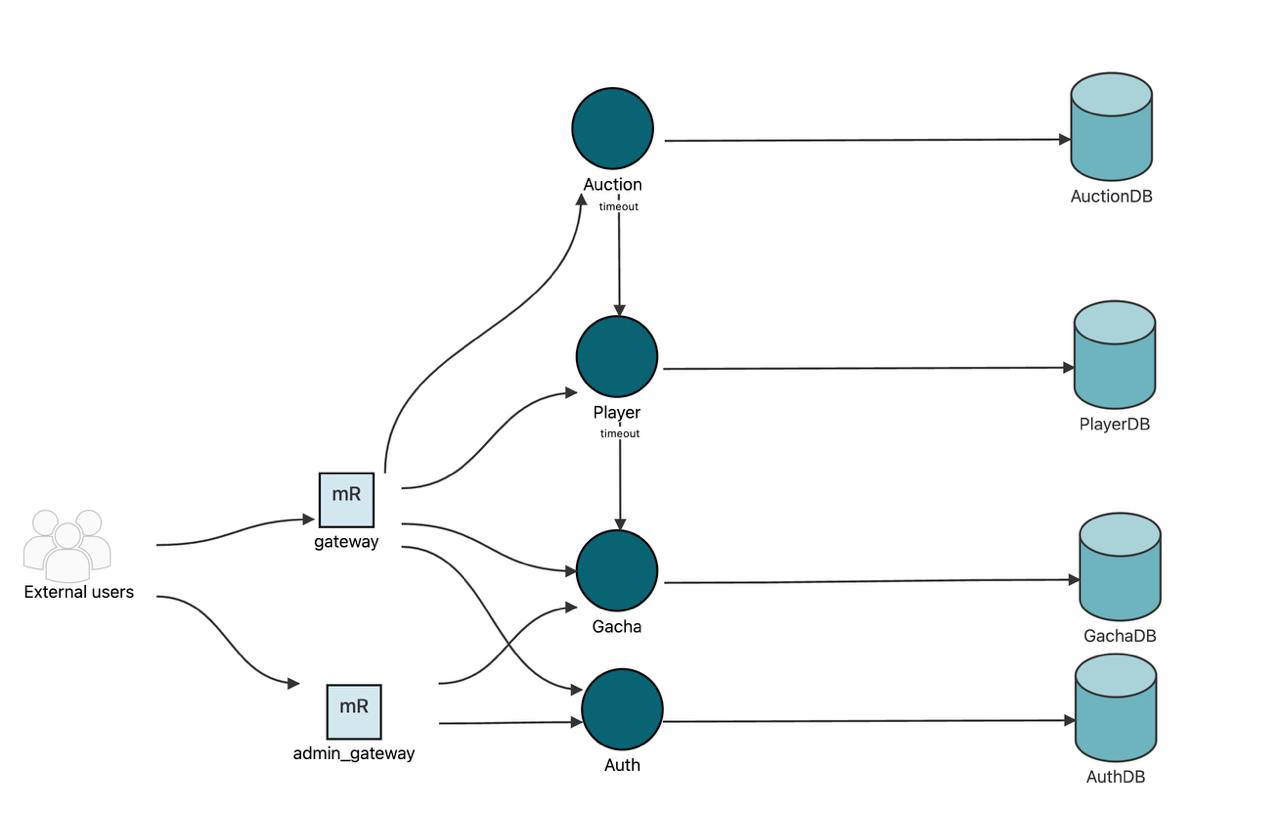 Auction
timeout
AuctionDB
Player
timeout
PlayerDB
mR
gateway
External users
Gacha
GachaDB
mR
admin_gateway
Auth
AuthDB